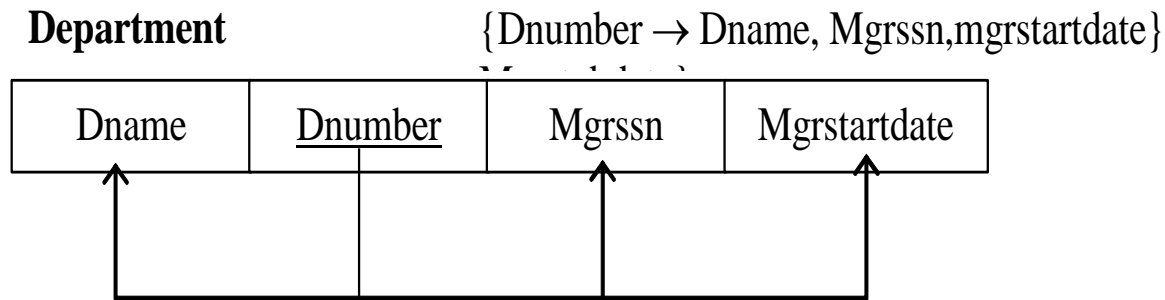 Department {Dnumber → Dname, Mgrssn,mgrstartdate}
Dname Dnumber Mgrssn Mgrstartdate